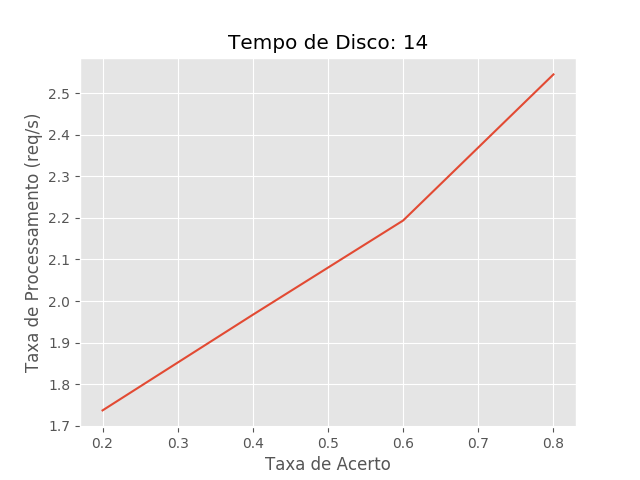 Tempo de Disco: 14
Taxa de Processamento (req/s)
2.5
2.4
2.3
2.2
2.1
2.0
1.9
1.8
1.7
0.2 0.3 0.4 0.5 0.6 0.7 0.8
Taxa de Acerto